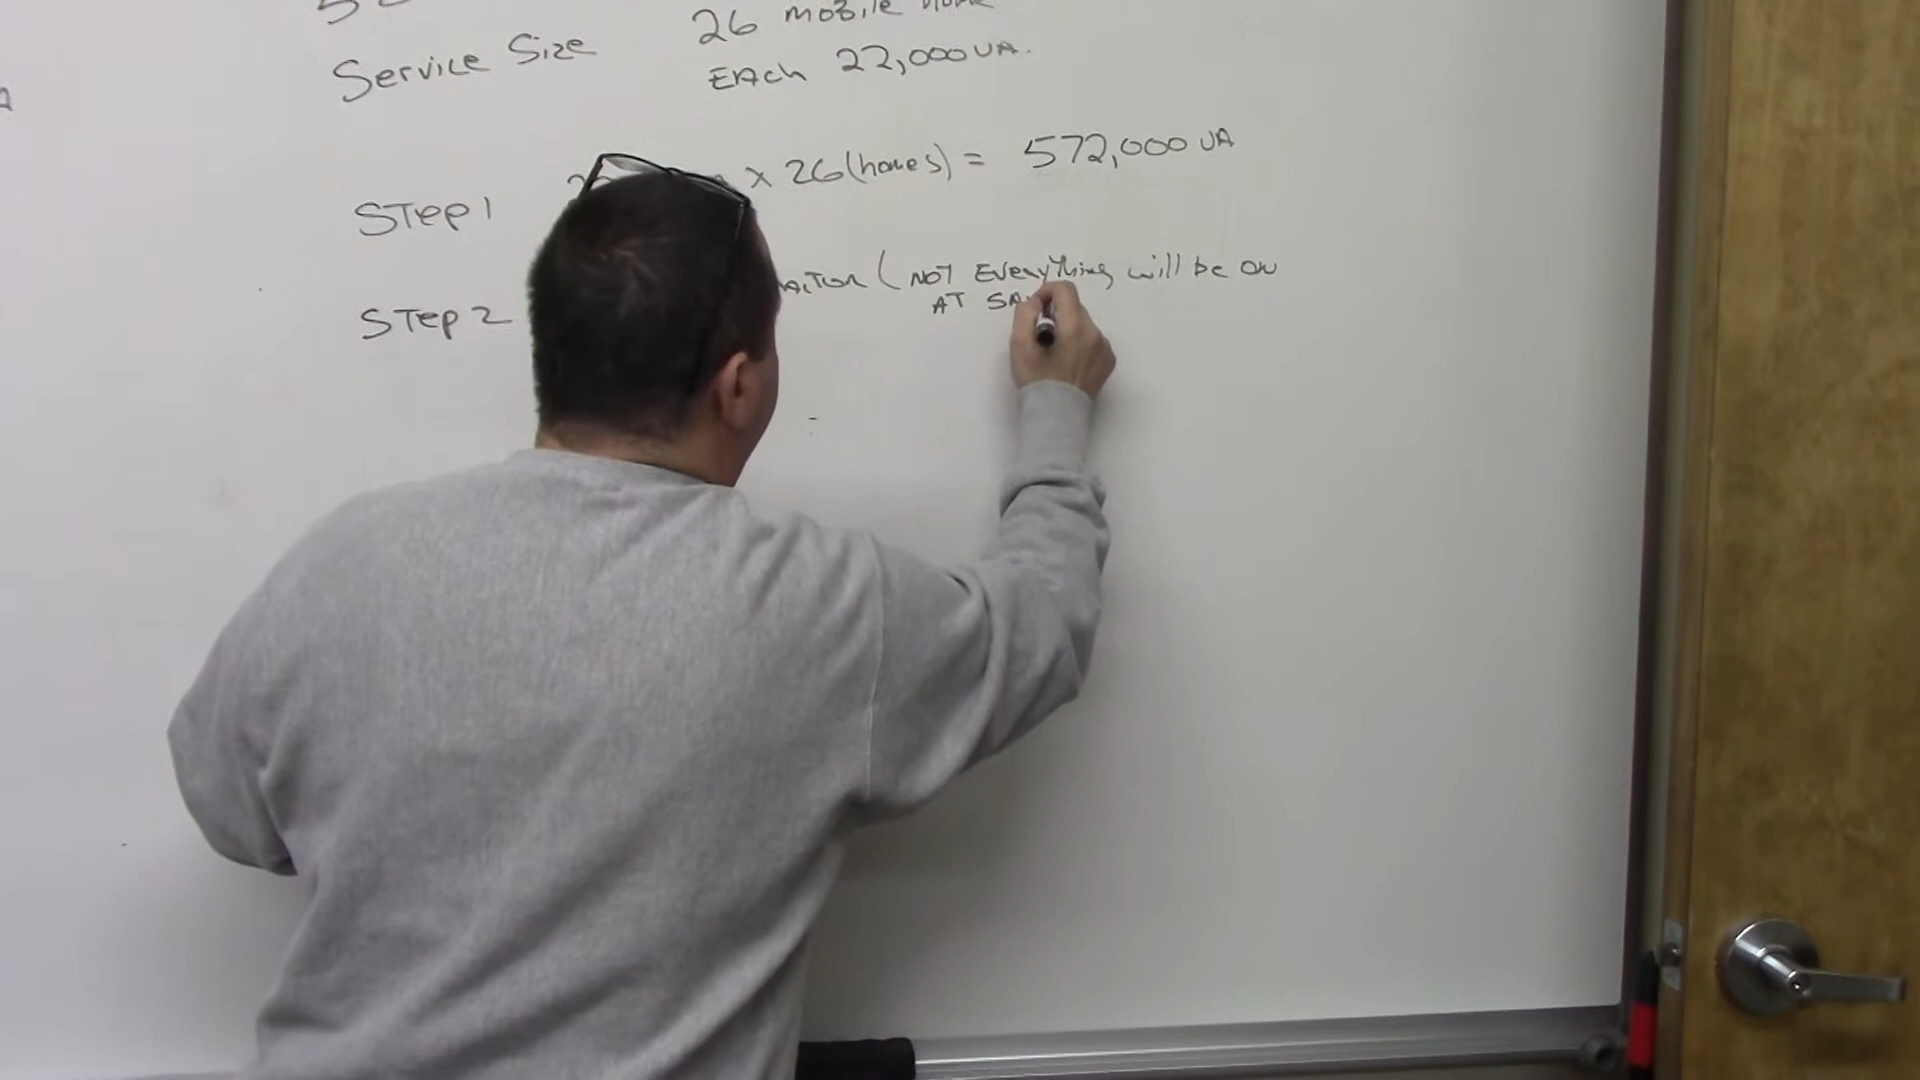 Service Size
26 mobile home
Each 22,000 VA.
Step 1 x 26 (homes) = 572,000 VA
Step 2 (Not Everything will be on
AT